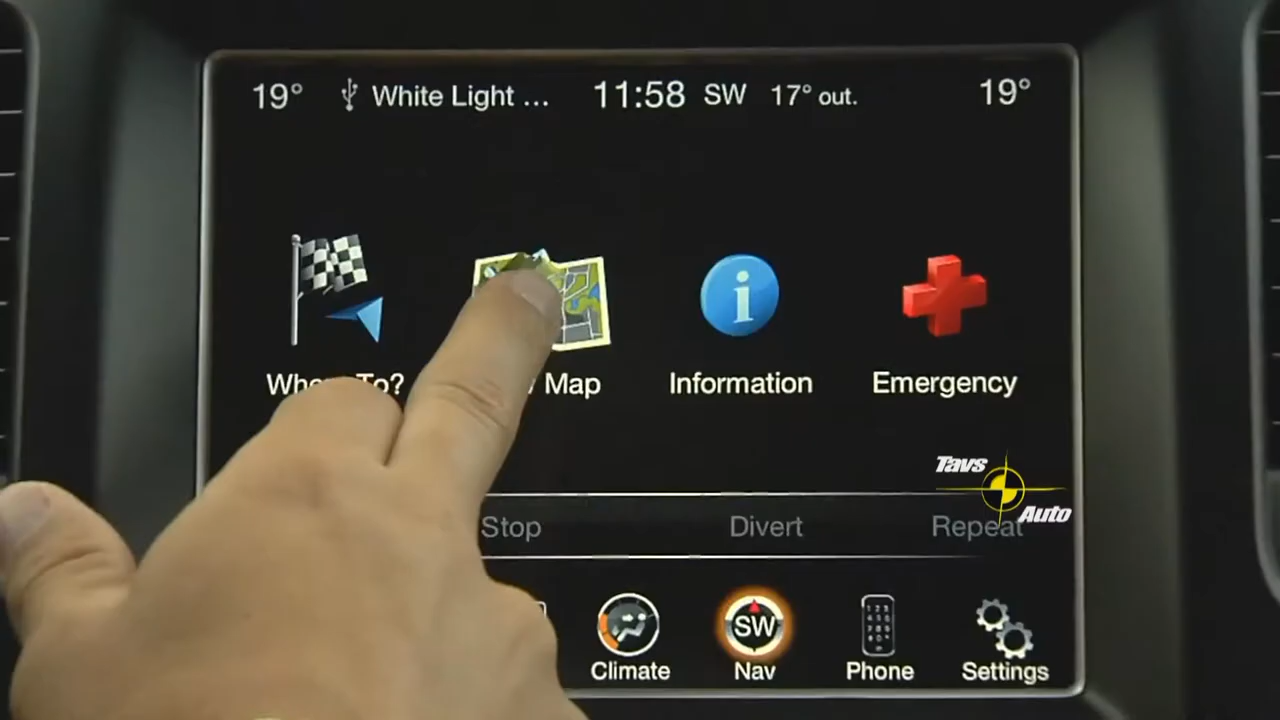 19° White Light ... 11:58 SW 17° out. 19°
Map Information Emergency
Tavs
Auto
Stop Divert Repeat
SW
Climate Nav Phone Settings